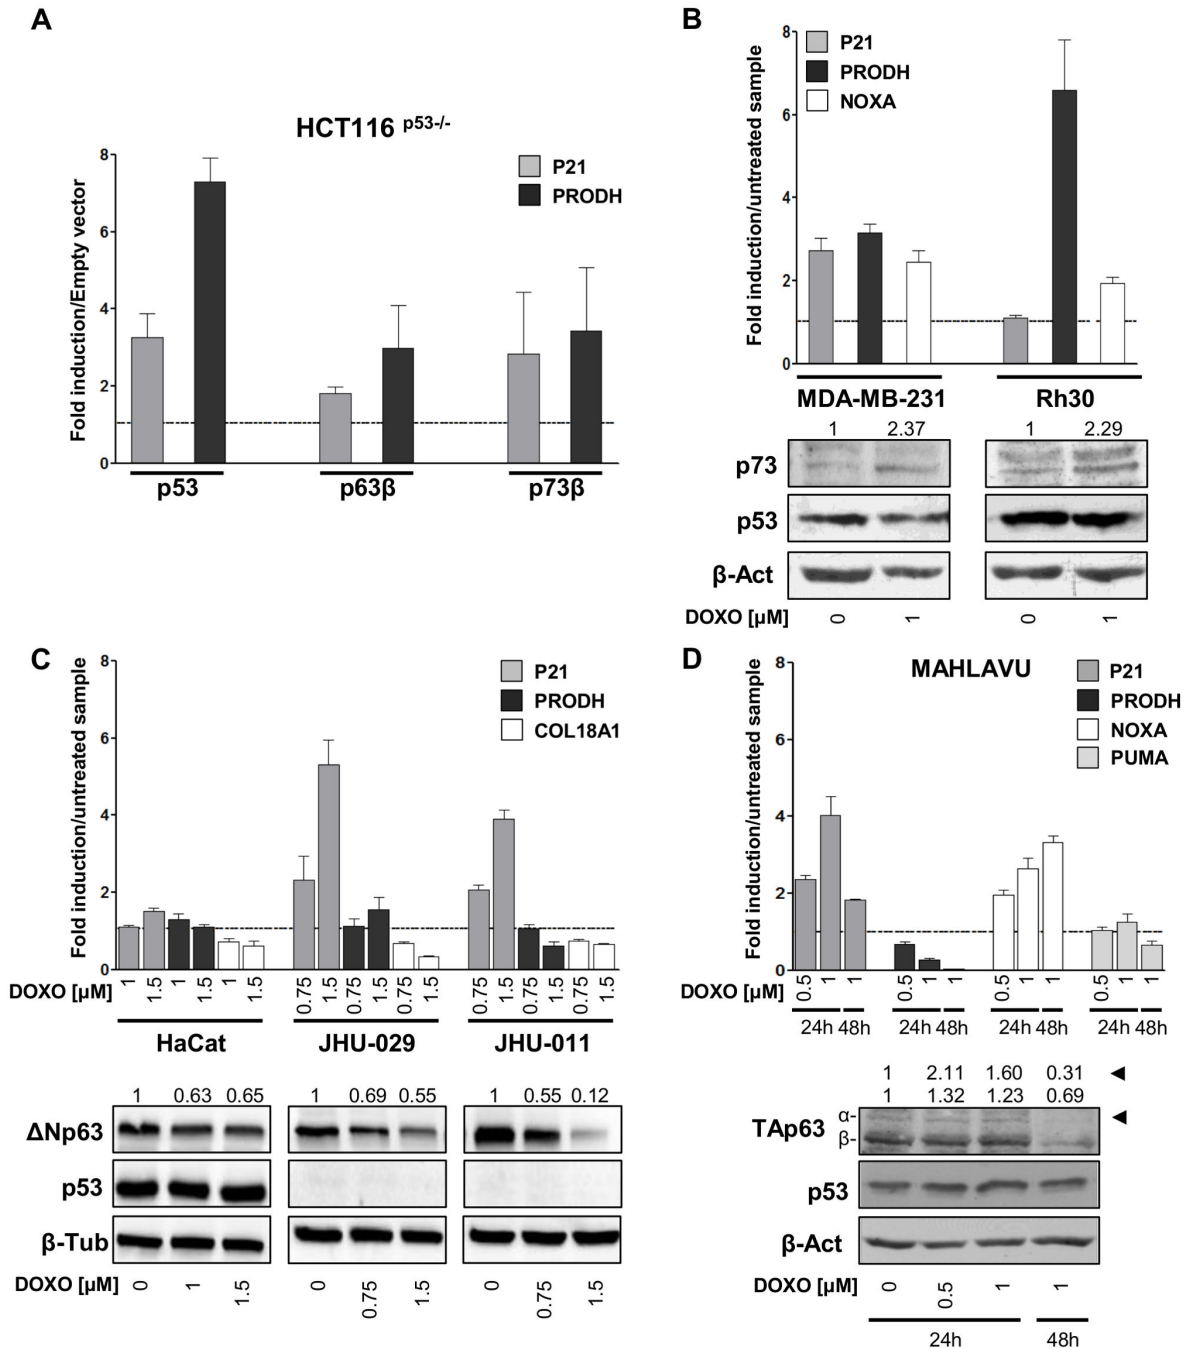 A
HCT116 p53-/-
Fold induction/Empty vector
8
6
4
2
0
P21
PRODH
p53
p63β
p73β
B
Fold induction/untreated sample
8
6
4
2
0
P21
PRODH
NOXA
MDA-MB-231
Rh30
1 2.37
1 2.29
p73
p53
β-Act
DOXO [µM]
0 1
0 1
C
Fold induction/untreated sample
8
6
4
2
0
P21
PRODH
COL18A1
DOXO [µM]
1 1.5 1 1.5 1 1.5
0.75 1.5 0.75 1.5 0.75 1.5
0.75 1.5 0.75 1.5 0.75 1.5
HaCat
JHU-029
JHU-011
1 0.63 0.65
1 0.69 0.55
1 0.55 0.12
ΔNp63
p53
β-Tub
DOXO [µM]
0 1 1.5
0 0.75 1.5
0 0.75 1.5
D
MAHLAVU
Fold induction/untreated sample
8
6
4
2
0
P21
PRODH
NOXA
PUMA
DOXO [µM]
0.5 1 1
0.5 1 1
0.5 1 1
0.5 1 1
24h 48h
24h 48h
24h 48h
24h 48h
1 2.11 1.60 0.31
1 1.32 1.23 0.69
TAp63
α-
β-
p53
β-Act
DOXO [µM]
0 0.5 1 1
24h 48h